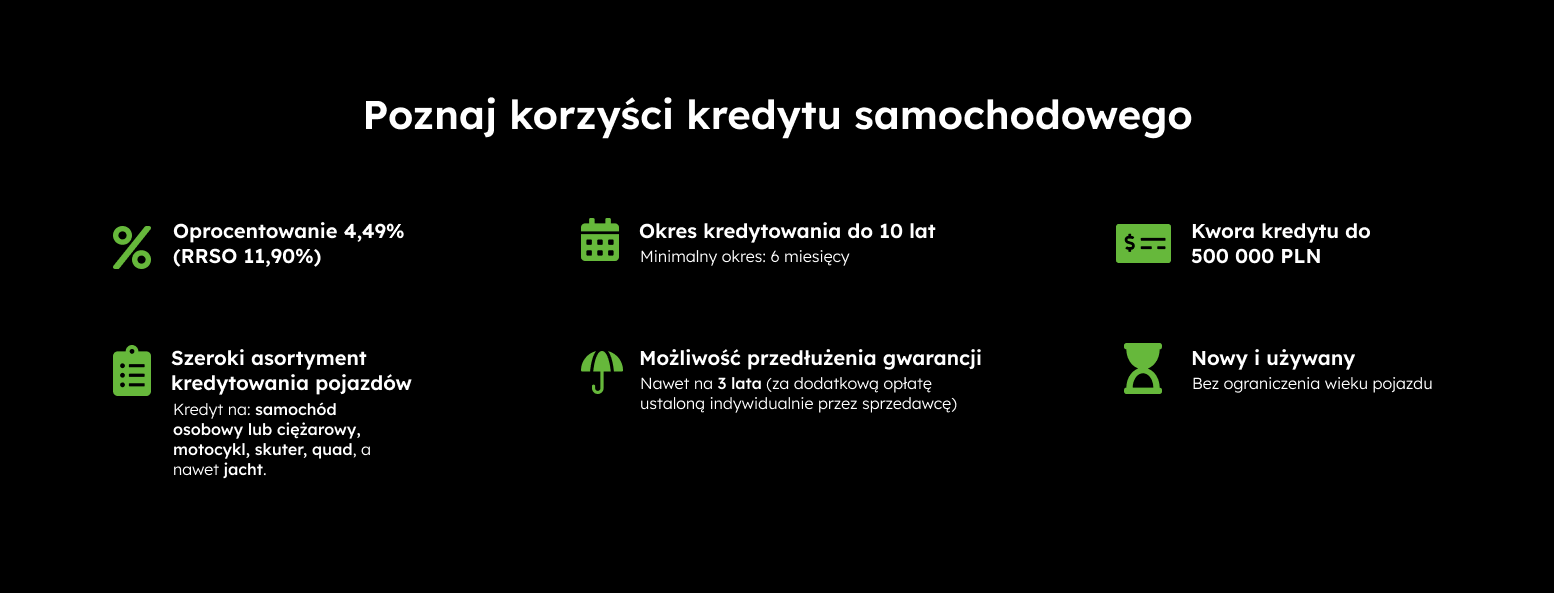 Poznaj korzyści kredytu samochodowego
Oprocentowanie 4,49%
(RRSO 11,90%)
Okres kredytowania do 10 lat
Minimalny okres: 6 miesięcy
Kwora kredytu do
500 000 PLN
Szeroki asortyment
kredytowania pojazdów
Kredyt na: samochód
osobowy lub ciężarowy,
motocykl, skuter, quad, a
nawet jacht.
Możliwość przedłużenia gwarancji
Nawet na 3 lata (za dodatkową opłatę
ustaloną indywidualnie przez sprzedawcę)
Nowy i używany
Bez ograniczenia wieku pojazdu